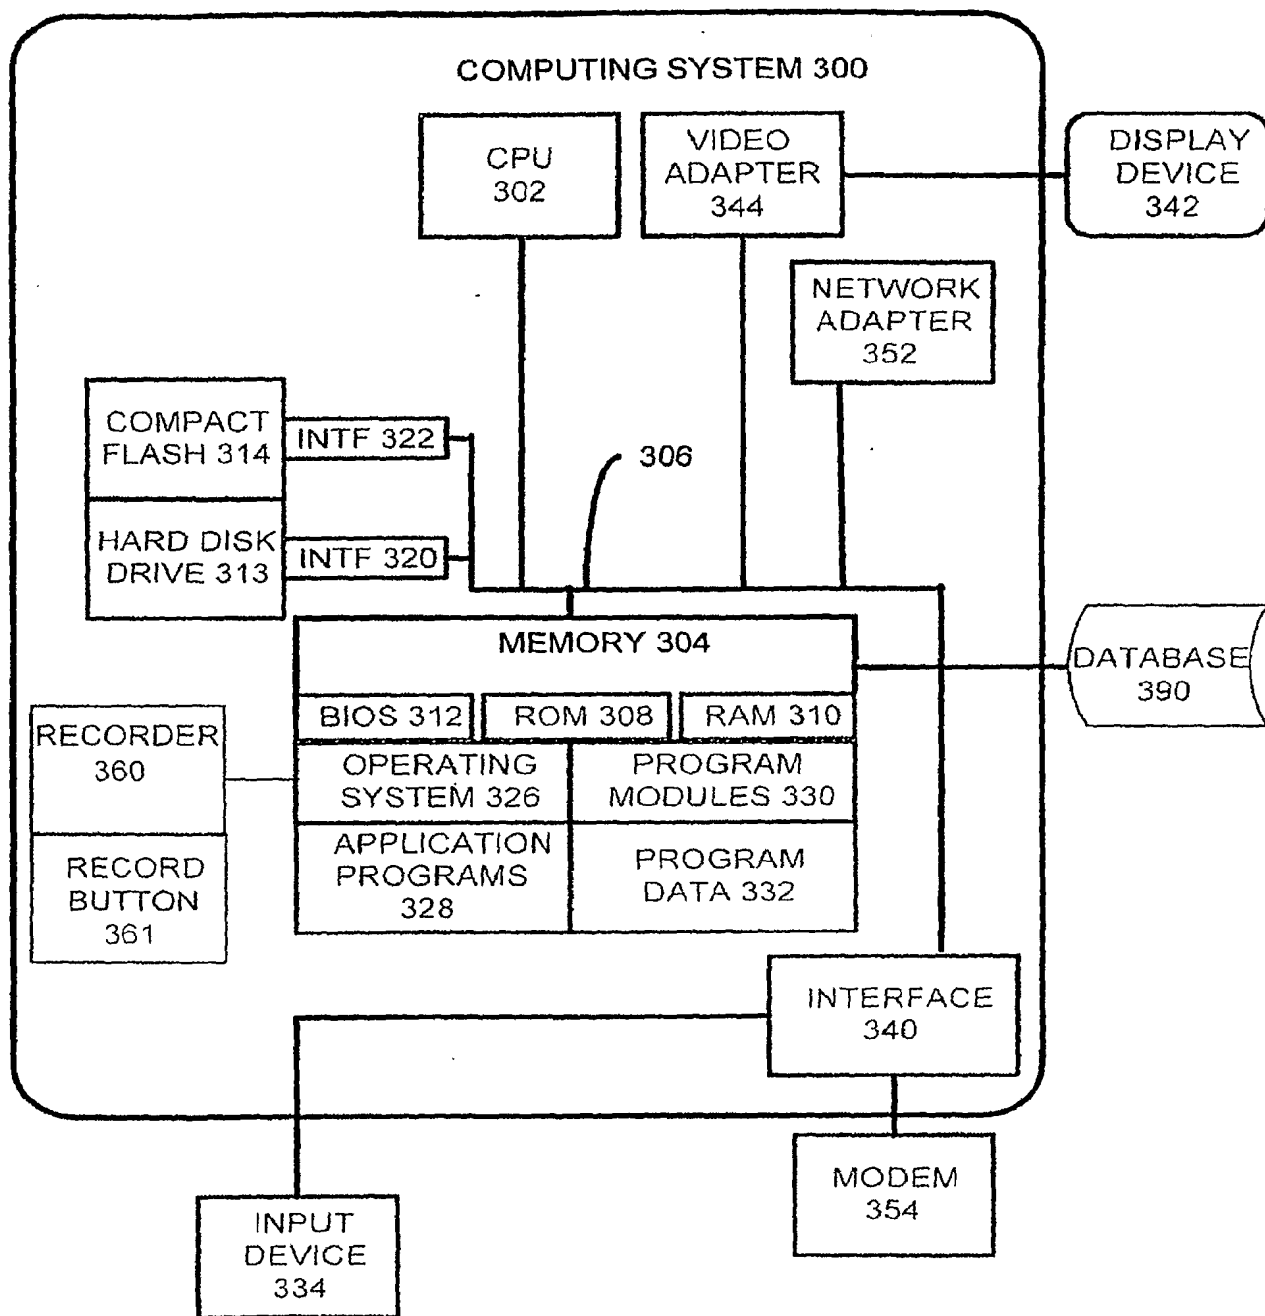 COMPUTING SYSTEM 300
CPU
302
VIDEO
ADAPTER
344
DISPLAY
DEVICE
342
NETWORK
ADAPTER
352
COMPACT
FLASH 314
INTF 322
306
HARD DISK
DRIVE 313
INTF 320
MEMORY 304
DATABASE
390
BIOS 312
ROM 308
RAM 310
RECORDER
360
OPERATING
SYSTEM 326
PROGRAM
MODULES 330
RECORD
BUTTON
361
APPLICATION
PROGRAMS
328
PROGRAM
DATA 332
INTERFACE
340
MODEM
354
INPUT
DEVICE
334